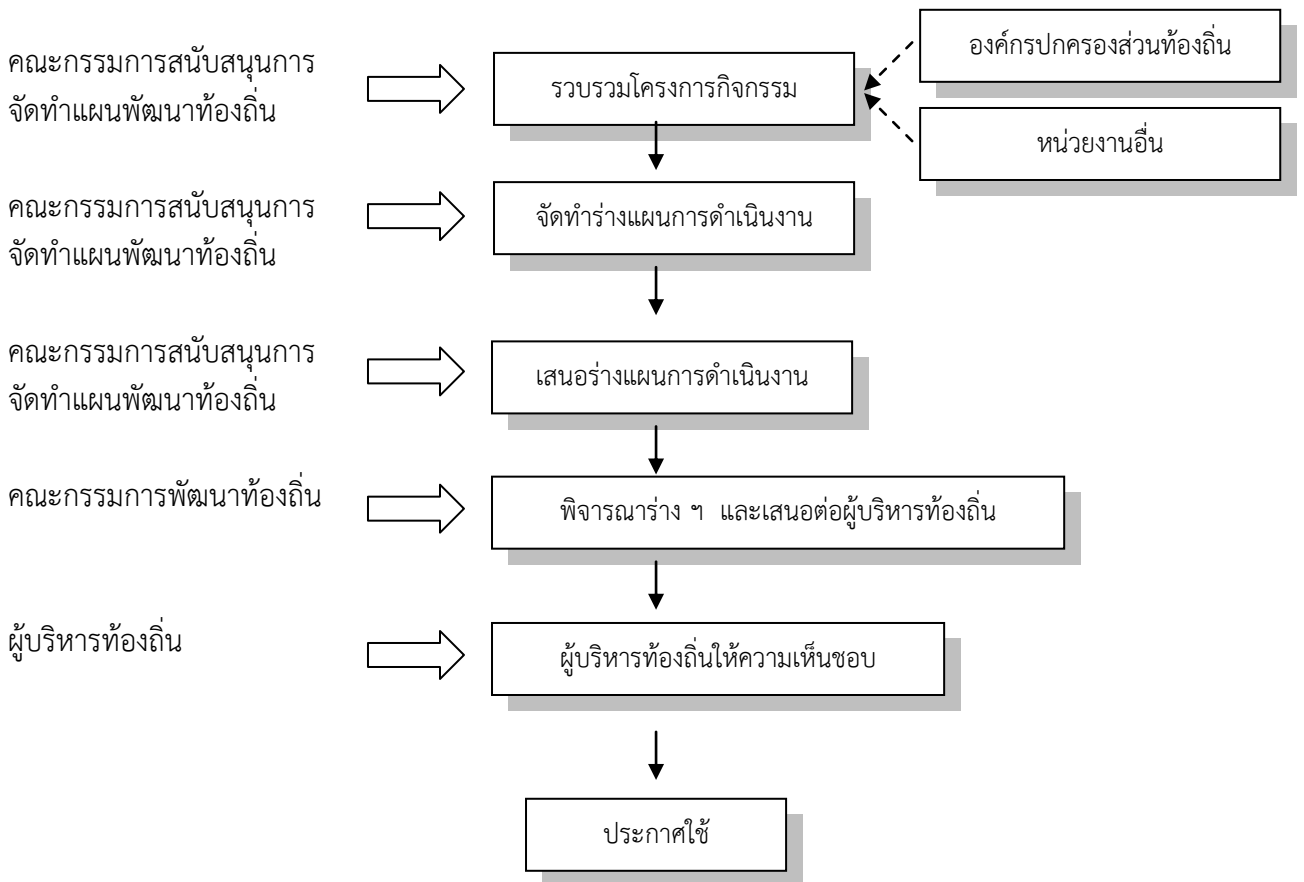 องค์กรปกครองส่วนท้องถิ่น
คณะกรรมการสนับสนุนการ
จัดทำแผนพัฒนาท้องถิ่น
รวบรวมโครงการกิจกรรม
หน่วยงานอื่น
คณะกรรมการสนับสนุนการ
จัดทำแผนพัฒนาท้องถิ่น
จัดทำร่างแผนการดำเนินงาน
คณะกรรมการสนับสนุนการ
จัดทำแผนพัฒนาท้องถิ่น
เสนอร่างแผนการดำเนินงาน
คณะกรรมการพัฒนาท้องถิ่น
พิจารณาร่าง ฯ และเสนอต่อผู้บริหารท้องถิ่น
ผู้บริหารท้องถิ่น
ผู้บริหารท้องถิ่นให้ความเห็นชอบ
ประกาศใช้